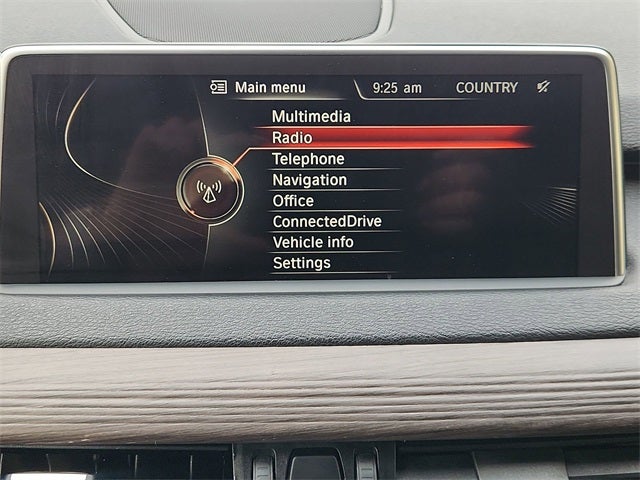 Main menu 9:25 am COUNTRY
Multimedia
Radio
Telephone
Navigation
Office
ConnectedDrive
Vehicle info
Settings